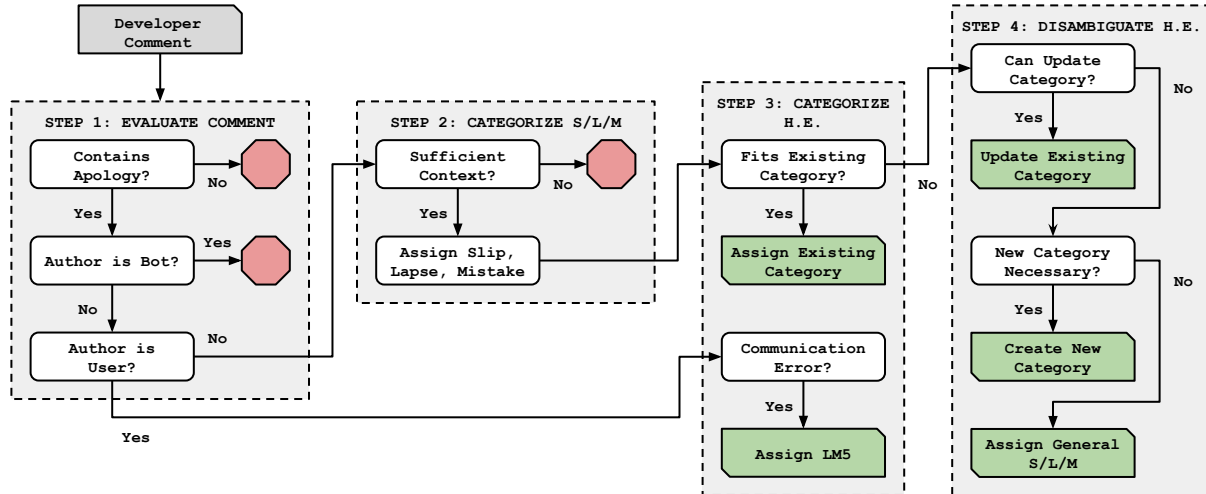 Developer
Comment
STEP 1: EVALUATE COMMENT
Contains
Apology?
No
Yes
Author is Bot?
Yes
No
Author is
User?
No
Yes
STEP 2: CATEGORIZE S/L/M
Sufficient
Context?
No
Yes
Assign Slip,
Lapse, Mistake
STEP 3: CATEGORIZE
H.E.
Fits Existing
Category?
No
Yes
Assign Existing
Category
Communication
Error?
Yes
Assign LM5
STEP 4: DISAMBIGUATE H.E.
Can Update
Category?
No
Yes
Update Existing
Category
New Category
Necessary?
No
Yes
Create New
Category
Assign General
S/L/M